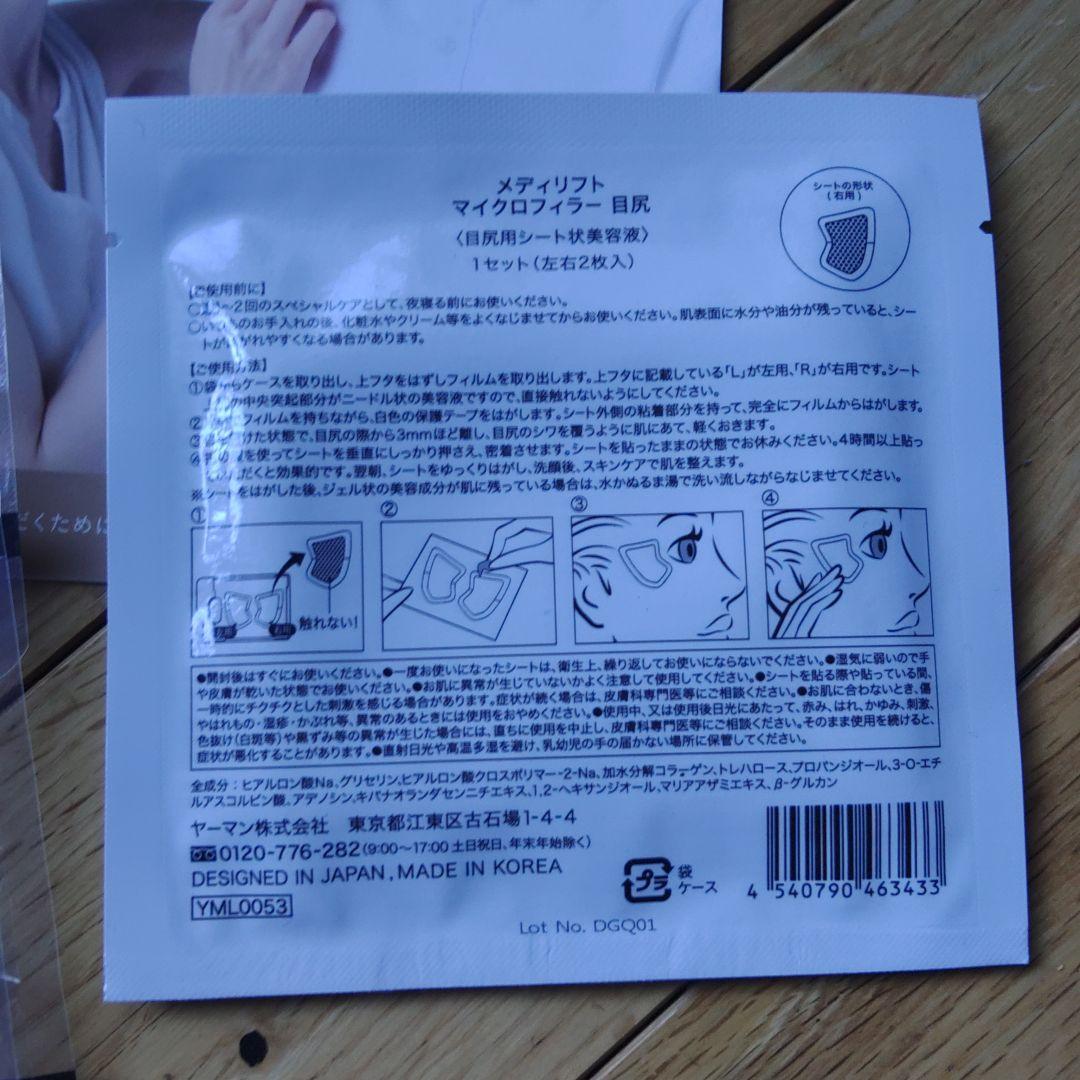 メディリフト
マイクロフィラー 目尻
〈目尻用シート状美容液〉
1セット(左右2枚入)
シートの形状
(右用)
【ご使用前に】
～2回のスペシャルケアとして、夜寝る前にお使いください。
○いつものお手入れの後、化粧水やクリーム等をよくなじませてからお使いください。肌表面に水分や油分が残っていると、シー
トがはがれやすくなる場合があります。
【ご使用方法】
①袋からケースを取り出し、上フタをはずしフィルムを取り出します。上フタに記載している「L」が左用、「R」が右用です。シート
の中央突起部分がニードル状の美容液ですので、直接触れないようにしてください。
②フィルムを持ちながら、白色の保護テープをはがします。シート外側の粘着部分を持って、完全にフィルムからはがします。
③けた状態で、目尻の際から3mmほど離し、目尻のシワを覆うように肌にあて、軽くおきます。
④を使ってシートを垂直にしっかり押さえ、密着させます。シートを貼ったままの状態でお休みください。4時間以上貼っ
だくと効果的です。翌朝、シートをゆっくりはがし、洗顔後、スキンケアで肌を整えます。
※シートをはがした後、ジェル状の美容成分が肌に残っている場合は、水かぬるま湯で洗い流しながらなじませてください。
① ② ③ ④
左用 右用 触れない!
●開封後はすぐにお使いください。●一度お使いになったシートは、衛生上、繰り返してお使いにならないでください。●湿気に弱いので手
や皮膚が乾いた状態でお使いください。●お肌に異常が生じていないかよく注意して使用してください。●シートを貼る際や貼っている間、
一時的にチクチクとした刺激を感じる場合があります。症状が続く場合は、皮膚科専門医等にご相談ください。●お肌に合わないとき、傷
やはれもの・湿疹・かぶれ等、異常のあるときには使用をおやめください。●使用中、又は使用後日光にあたって、赤み、はれ、かゆみ、刺激、
色抜け(白斑等)や黒ずみ等の異常が生じた場合には、直ちに使用を中止し、皮膚科専門医等にご相談ください。そのまま使用を続けると、
症状が悪化することがあります。●直射日光や高温多湿を避け、乳幼児の手の届かない場所に保管してください。
全成分：ヒアルロン酸Na、グリセリン、ヒアルロン酸クロスポリマー-2-Na、加水分解コラーゲン、トレハロース、プロパンジオール、3-O-エチ
ルアスコルビン酸、アデノシン、キバナオランダセンニチエキス、1,2-ヘキサンジオール、マリアアザミエキス、β-グルカン
ヤーマン株式会社 東京都江東区古石場1-4-4
0120-776-282(9:00～17:00 土日祝日、年末年始除く)
DESIGNED IN JAPAN, MADE IN KOREA
YML0053
プラ
袋
ケース
4 540790 463433
Lot No. DGQ01
だくために